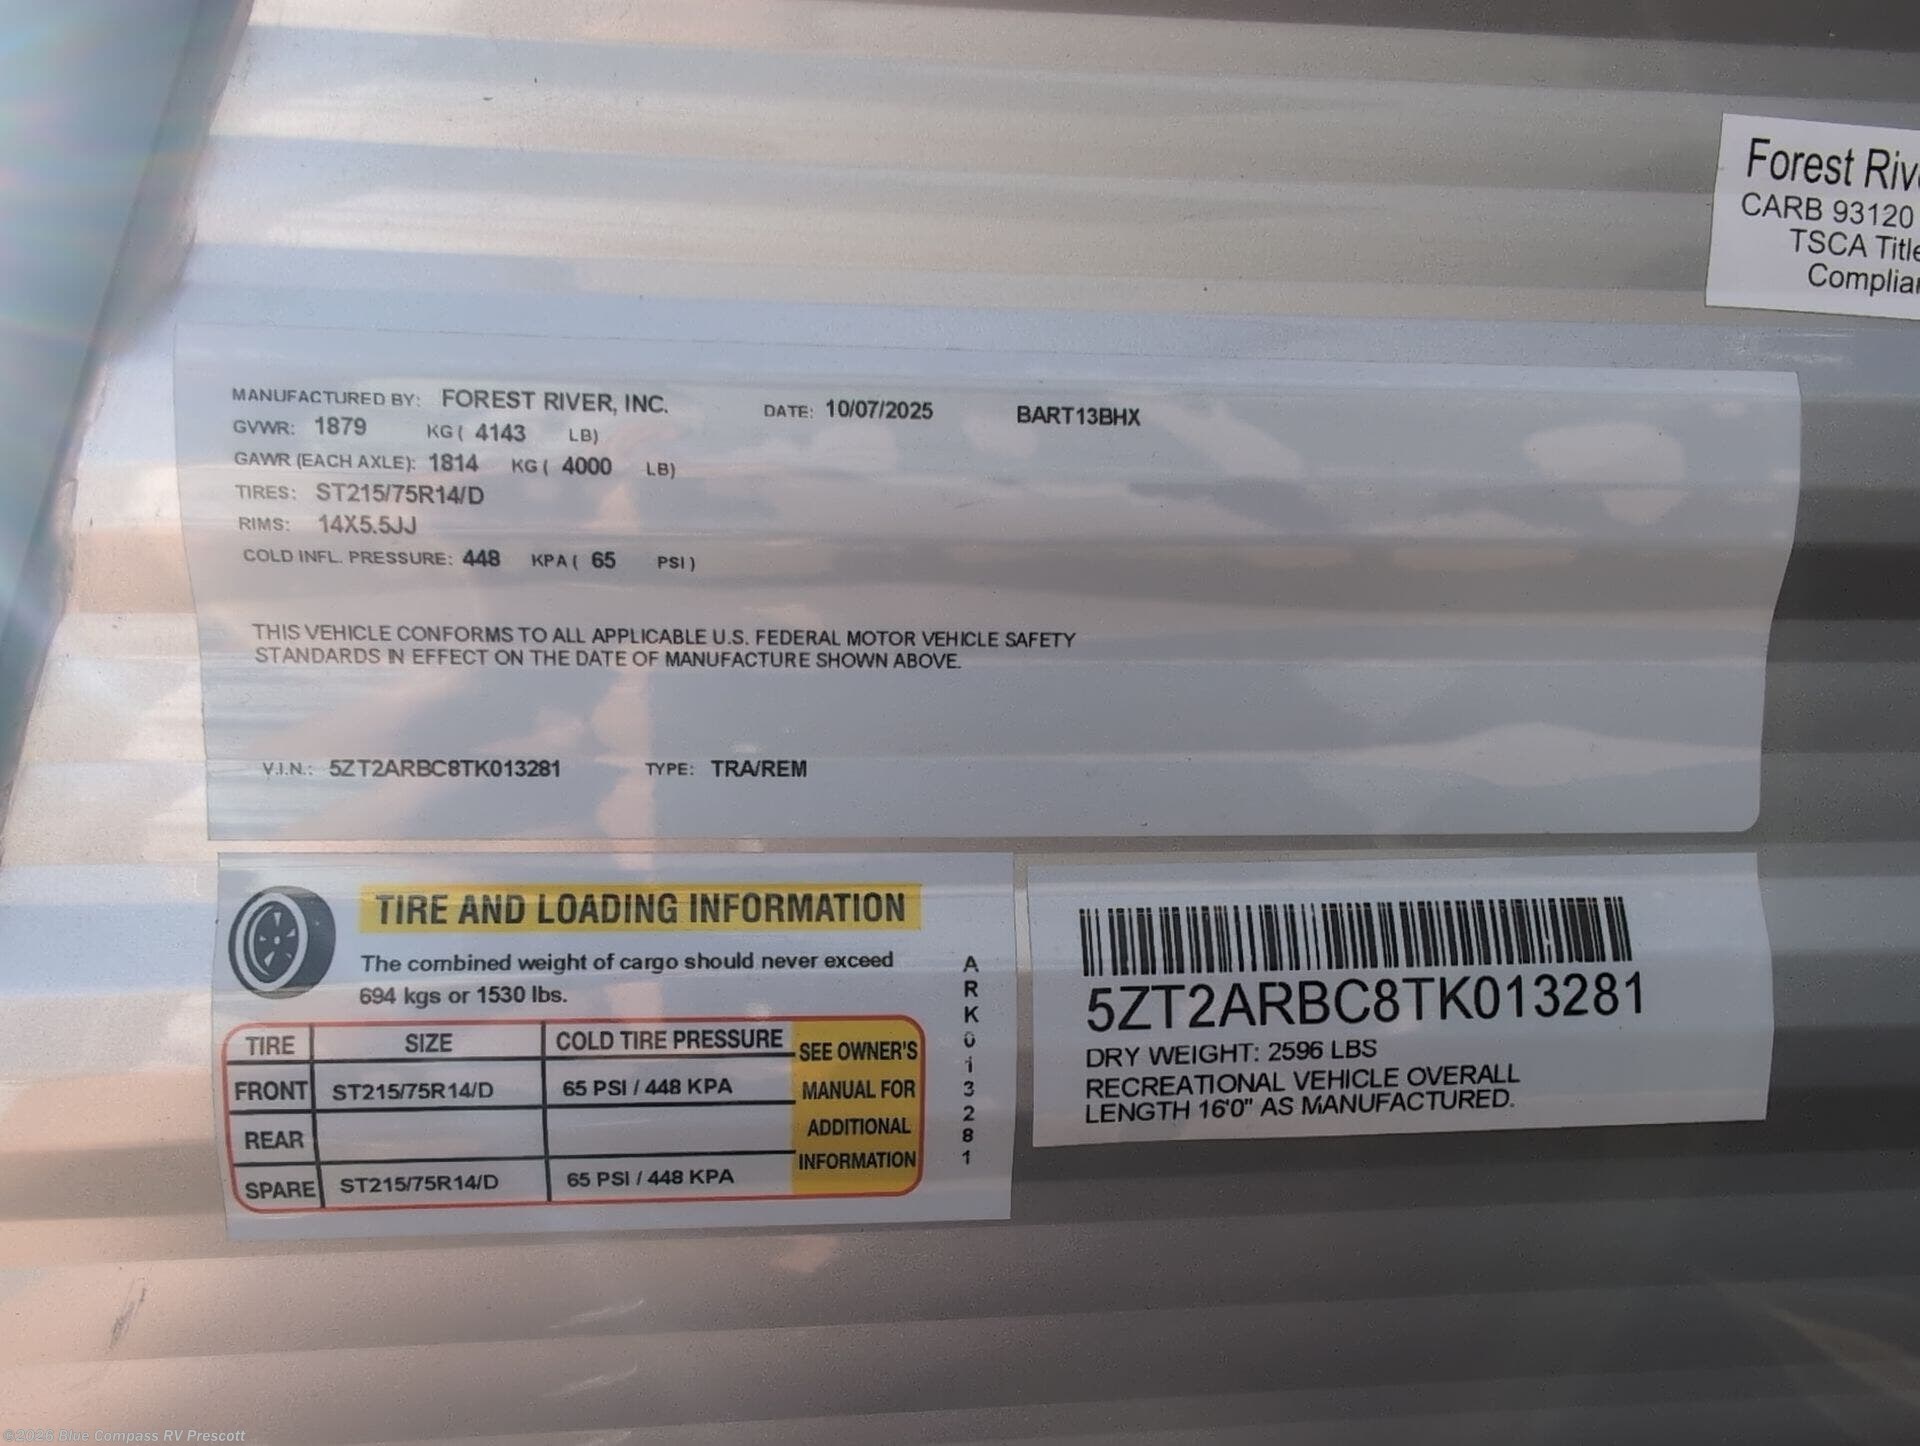 Forest Riv
CARB 93120
TSCA Title
Complian
MANUFACTURED BY: FOREST RIVER, INC. DATE: 10/07/2025 BART13BHX
GVWR: 1879 KG ( 4143 LB)
GAWR (EACH AXLE): 1814 KG ( 4000 LB)
TIRES: ST215/75R14/D
RIMS: 14X5.5JJ
COLD INFL. PRESSURE: 448 KPA ( 65 PSI )
THIS VEHICLE CONFORMS TO ALL APPLICABLE U.S. FEDERAL MOTOR VEHICLE SAFETY
STANDARDS IN EFFECT ON THE DATE OF MANUFACTURE SHOWN ABOVE.
V.I.N.: 5ZT2ARBC8TK013281 TYPE: TRA/REM
TIRE AND LOADING INFORMATION
The combined weight of cargo should never exceed
694 kgs or 1530 lbs.
TIRE SIZE COLD TIRE PRESSURE
FRONT ST215/75R14/D 65 PSI / 448 KPA
REAR
SPARE ST215/75R14/D 65 PSI / 448 KPA
SEE OWNER'S
MANUAL FOR
ADDITIONAL
INFORMATION
ARK013281
5ZT2ARBC8TK013281
DRY WEIGHT: 2596 LBS
RECREATIONAL VEHICLE OVERALL
LENGTH 16'0" AS MANUFACTURED.
©2026 Blue Compass RV Prescott